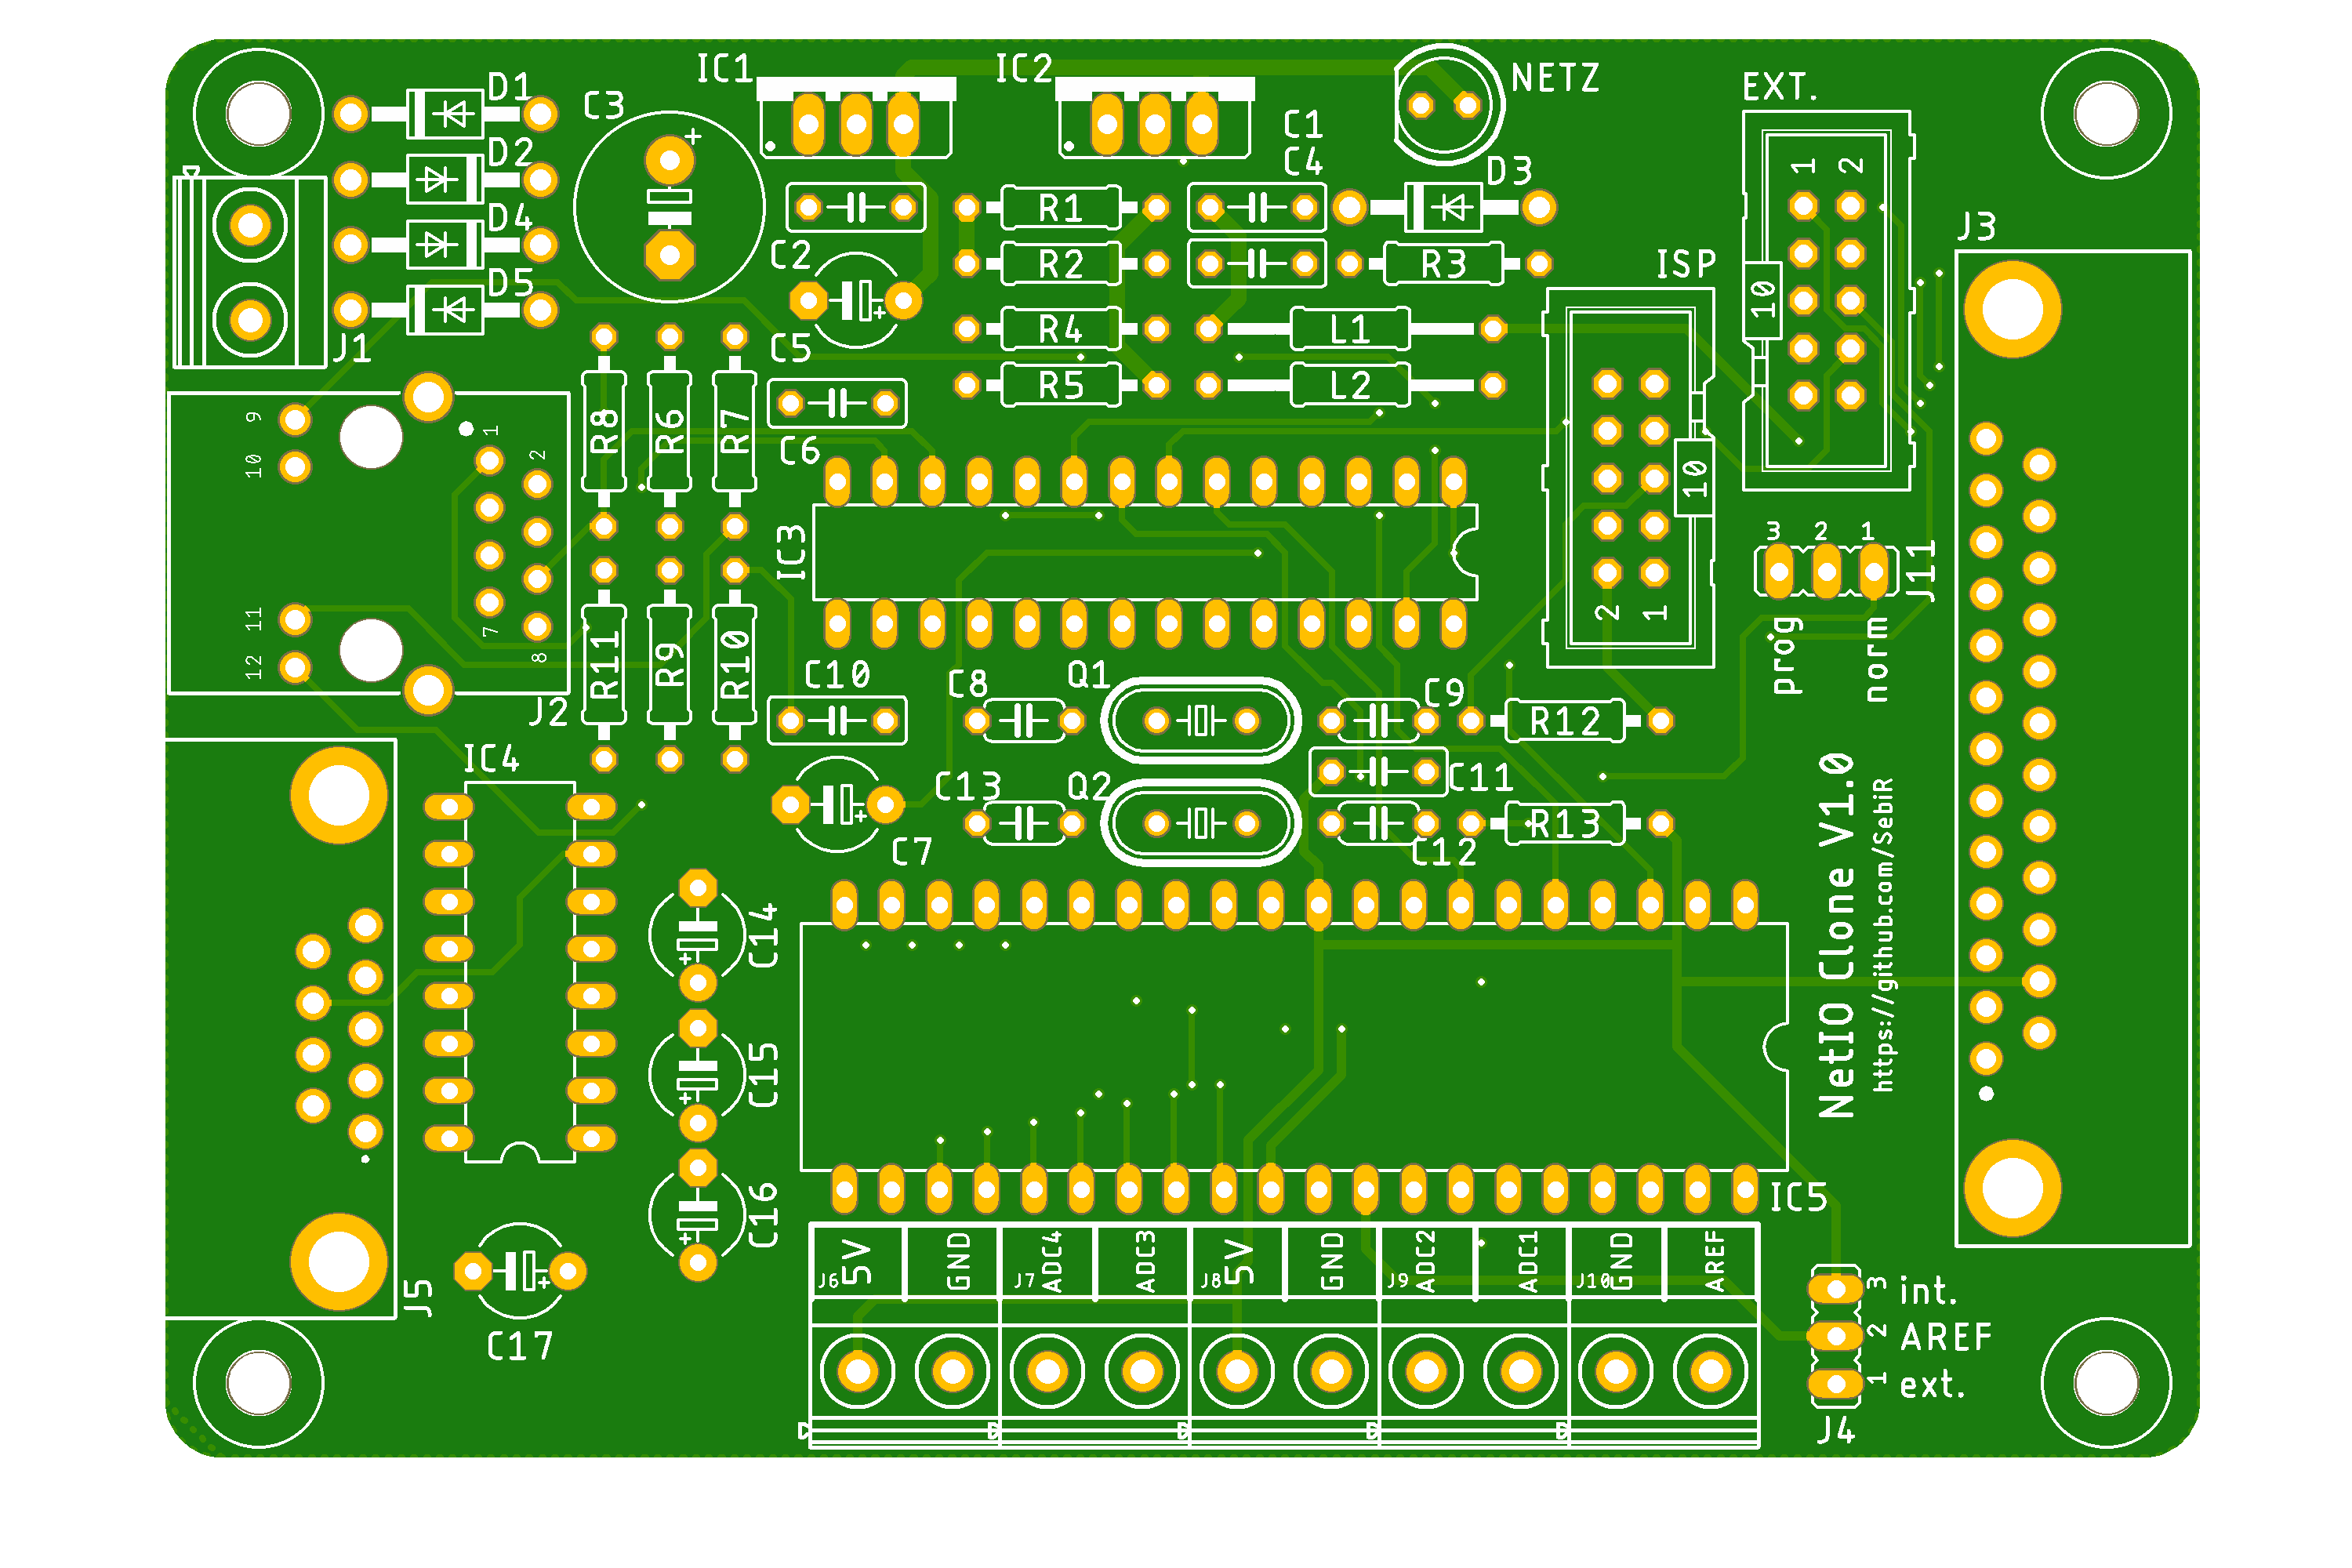 IC1
IC2
NETZ
EXT.
D1
C3
C1
D2
C4
D3
1
2
D4
J3
C2
R1
R2
R3
ISP
D5
10
J1
C5
R4
L1
R5
L2
9
1
2
R8
R6
R7
C6
10
10
3
2
1
IC3
J11
11
7
8
12
2
1
prog
norm
R11
R9
R10
C10
C8
Q1
C9
J2
R12
IC4
C13
Q2
C11
R13
C7
C12
C14
NetIO Clone V1.0
https://github.com/SebiR
C15
C16
IC5
J6
5V
GND
J7
ADC4
ADC3
J8
5V
GND
J9
ADC2
ADC1
J10
GND
AREF
J5
3
int.
2
AREF
C17
1
ext.
J4